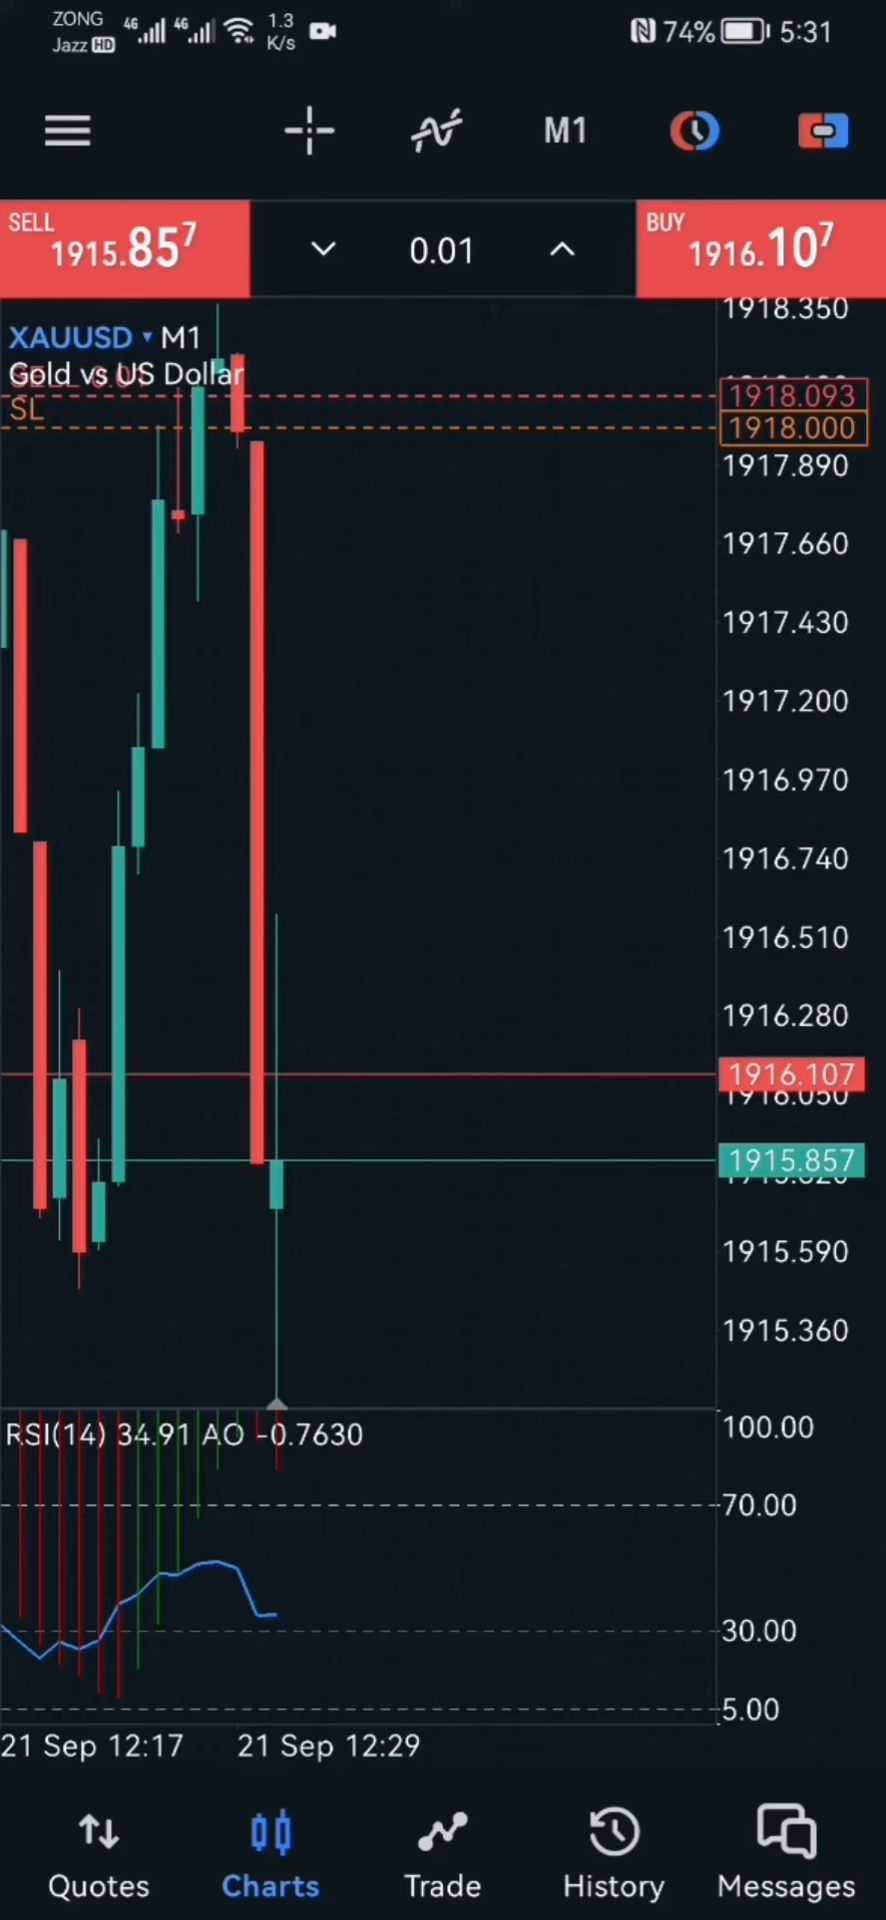 ZONG 4G 4G 1.3 74% 5:31
Jazz HD K/s
M1
SELL 0.01 BUY
1915.857 1916.107
1918.350
XAUUSD M1
Gold vs US Dollar
1918.093
SL 1918.000
1917.890
1917.660
1917.430
1917.200
1916.970
1916.740
1916.510
1916.280
1916.107
1916.050
1915.857
1915.590
1915.360
RSI(14) 34.91 AO -0.7630 100.00
70.00
30.00
5.00
21 Sep 12:17 21 Sep 12:29
Quotes Charts Trade History Messages